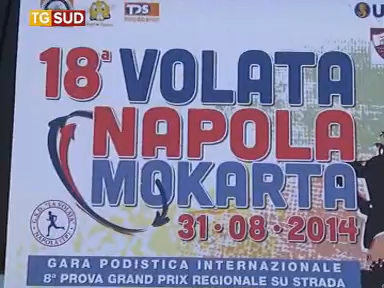 TG SUD
TDS
18ª VOLATA
NAPOLA
MOKARTA
31·08·2014
GARA PODISTICA INTERNAZIONALE
8ª PROVA GRAND PRIX REGIONALE SU STRADA